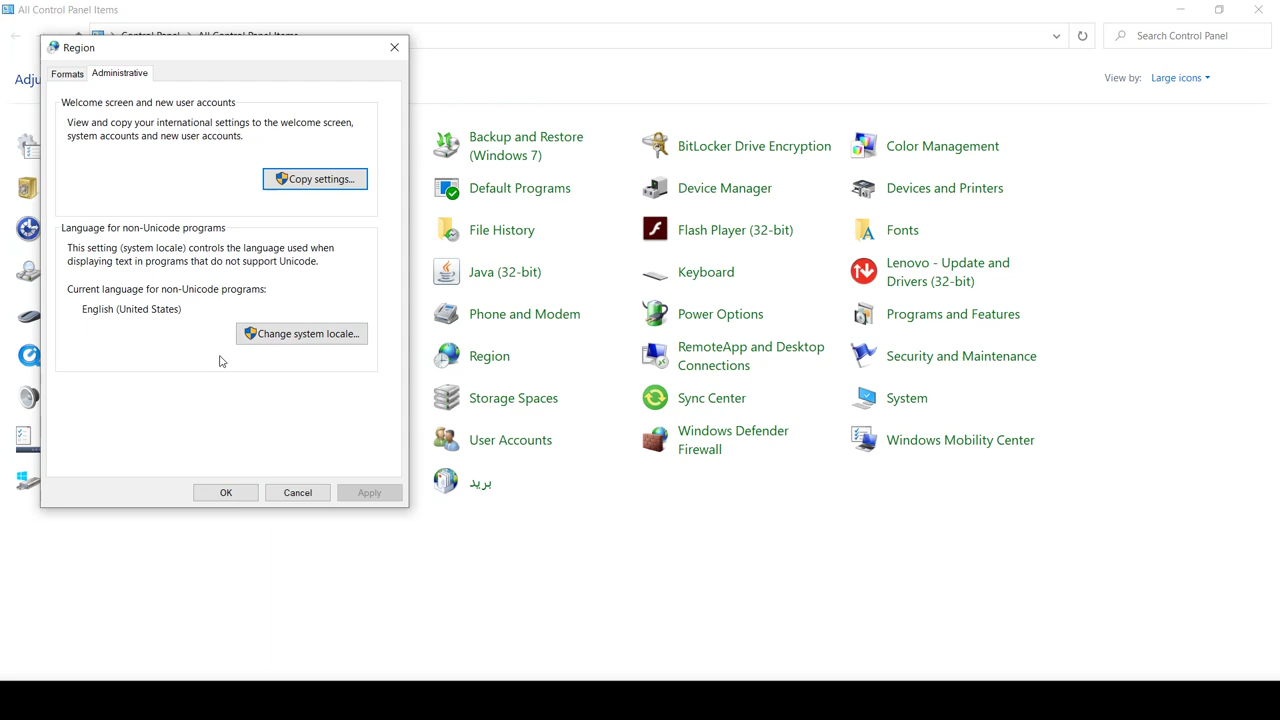 All Control Panel Items
Search Control Panel
Region
Adju
View by: Large icons
Formats
Administrative
Welcome screen and new user accounts
View and copy your international settings to the welcome screen,
system accounts and new user accounts.
Copy settings...
Language for non-Unicode programs
This setting (system locale) controls the language used when
displaying text in programs that do not support Unicode.
Current language for non-Unicode programs:
English (United States)
Change system locale...
OK
Cancel
Apply
Backup and Restore
(Windows 7)
BitLocker Drive Encryption
Color Management
Default Programs
Device Manager
Devices and Printers
File History
Flash Player (32-bit)
Fonts
Java (32-bit)
Keyboard
Lenovo - Update and
Drivers (32-bit)
Phone and Modem
Power Options
Programs and Features
Region
RemoteApp and Desktop
Connections
Security and Maintenance
Storage Spaces
Sync Center
System
User Accounts
Windows Defender
Firewall
Windows Mobility Center
بريد